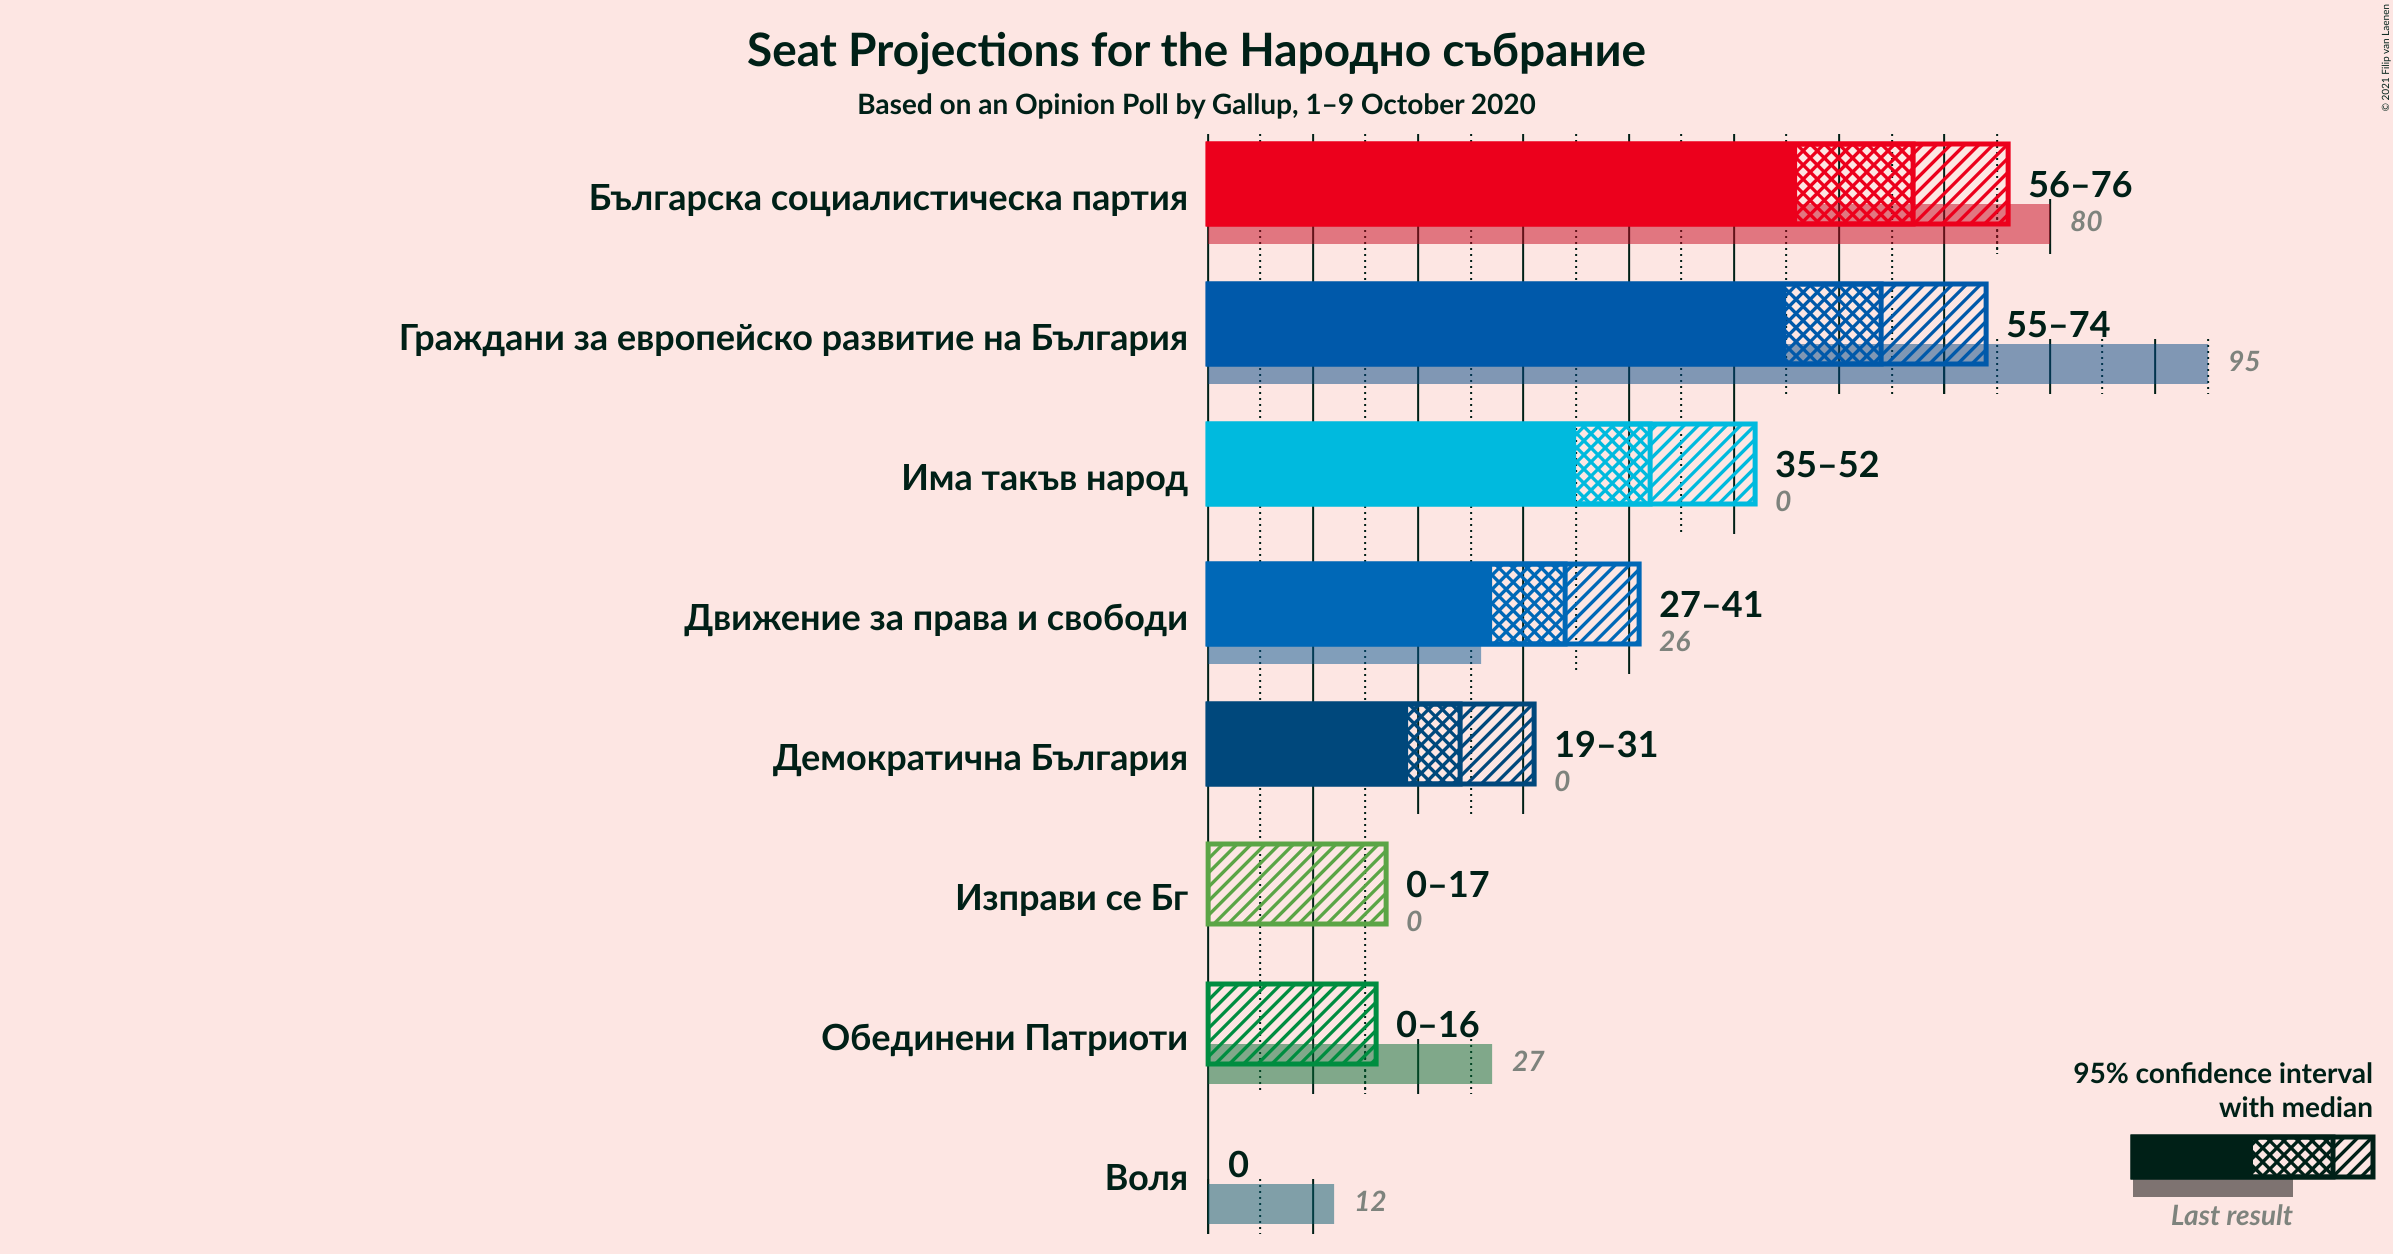 Seat Projections for the Народно събрание
Based on an Opinion Poll by Gallup, 1–9 October 2020
© 2021 Filip van Laenen
Българска социалистическа партия
56–76
80
Граждани за европейско развитие на България
55–74
95
Има такъв народ
35–52
0
Движение за права и свободи
27–41
26
Демократична България
19–31
0
Изправи се Бг
0–17
0
Обединени Патриоти
0–16
27
Воля
0
12
95% confidence interval
with median
Last result